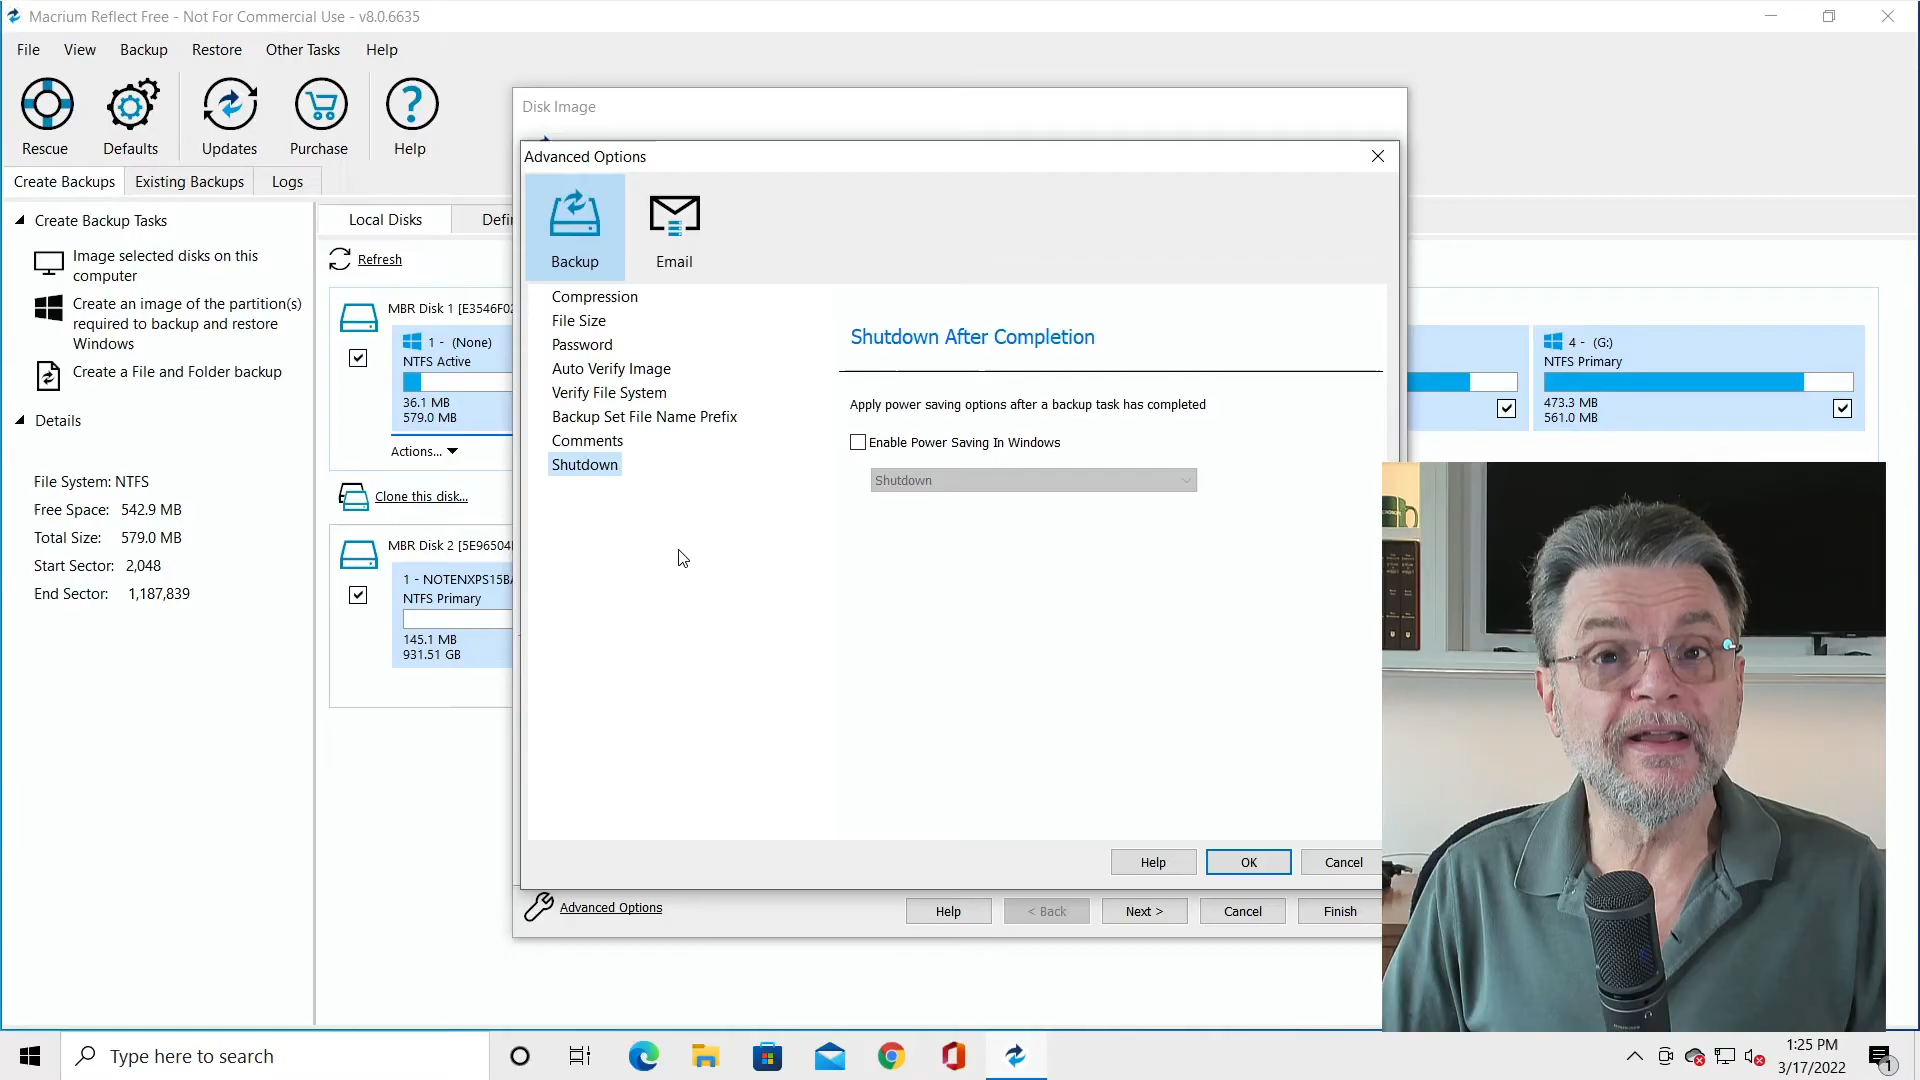 Macrium Reflect Free - Not For Commercial Use - v8.0.6635
File View Backup Restore Other Tasks Help
Rescue Defaults Updates Purchase Help
Create Backups Existing Backups Logs
Create Backup Tasks
Image selected disks on this
computer
Create an image of the partition(s)
required to backup and restore
Windows
Create a File and Folder backup
Details
File System: NTFS
Free Space: 542.9 MB
Total Size: 579.0 MB
Start Sector: 2,048
End Sector: 1,187,839
Local Disks Defin
Refresh
MBR Disk 1 [E3546F02
1 - (None)
NTFS Active
36.1 MB
579.0 MB
Actions...
Clone this disk...
MBR Disk 2 [5E96504
1 - NOTENXPS15BA
NTFS Primary
145.1 MB
931.51 GB
4 - (G:)
NTFS Primary
473.3 MB
561.0 MB
Disk Image
Advanced Options
Backup Email
Compression
File Size
Password
Auto Verify Image
Verify File System
Backup Set File Name Prefix
Comments
Shutdown
Shutdown After Completion
Apply power saving options after a backup task has completed
Enable Power Saving In Windows
Shutdown
Help OK Cancel
Advanced Options
Help < Back Next > Cancel Finish
Type here to search
1:25 PM
3/17/2022
1